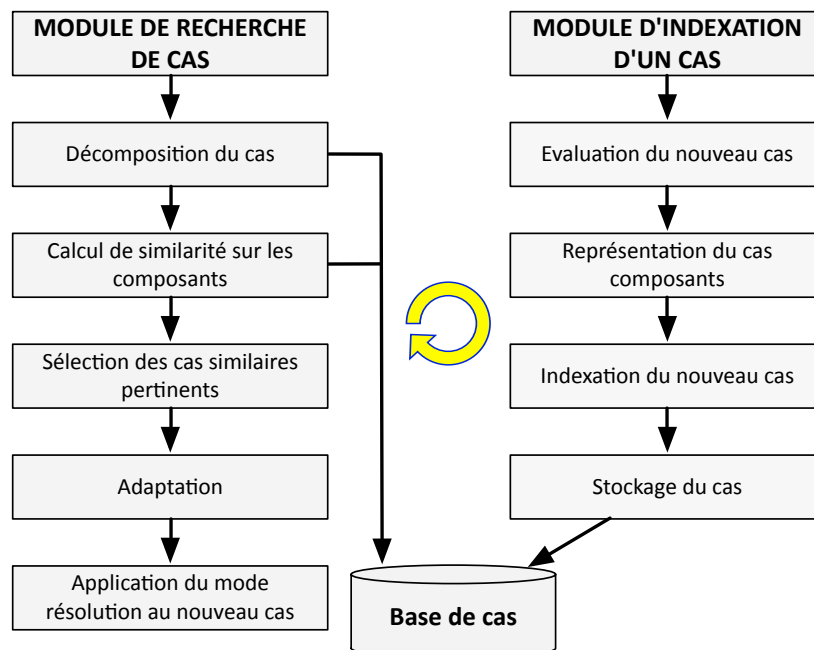 MODULE DE RECHERCHE
DE CAS
Décomposition du cas
Calcul de similarité sur les
composants
Sélection des cas similaires
pertinents
Adaptation
Application du mode
résolution au nouveau cas
MODULE D'INDEXATION
D'UN CAS
Evaluation du nouveau cas
Représentation du cas
composants
Indexation du nouveau cas
Stockage du cas
Base de cas